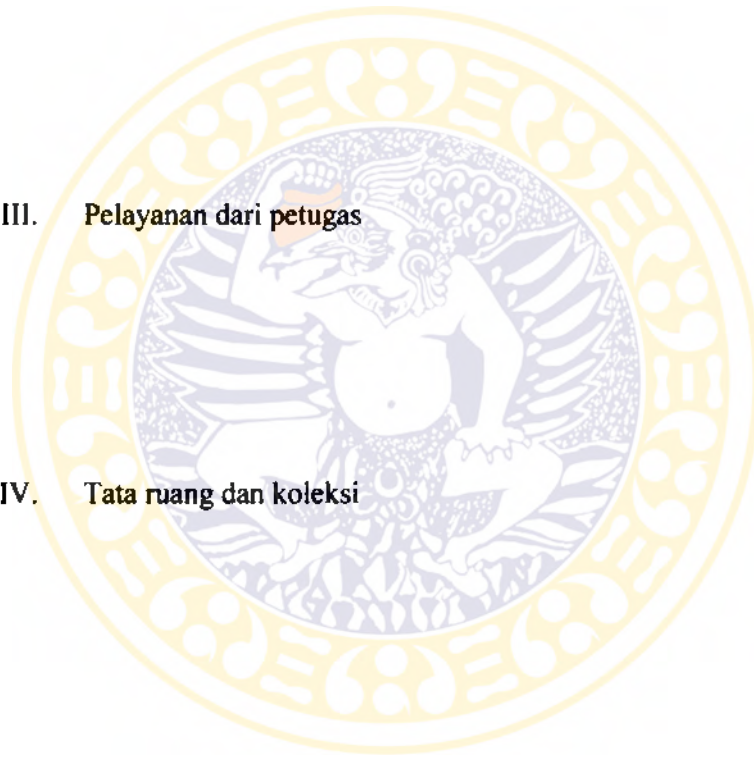 III. Pelayanan dari petugas
IV. Tata ruang dan koleksi